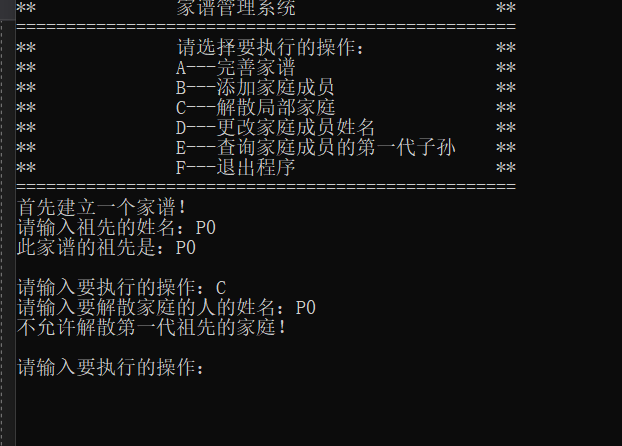 ** 家谱管理系统 **
==================================================
** 请选择要执行的操作： **
** A---完善家谱 **
** B---添加家庭成员 **
** C---解散局部家庭 **
** D---更改家庭成员姓名 **
** E---查询家庭成员的第一代子孙 **
** F---退出程序 **
==================================================
首先建立一个家谱！
请输入祖先的姓名：P0
此家谱的祖先是：P0
请输入要执行的操作：C
请输入要解散家庭的人的姓名：P0
不允许解散第一代祖先的家庭！
请输入要执行的操作：